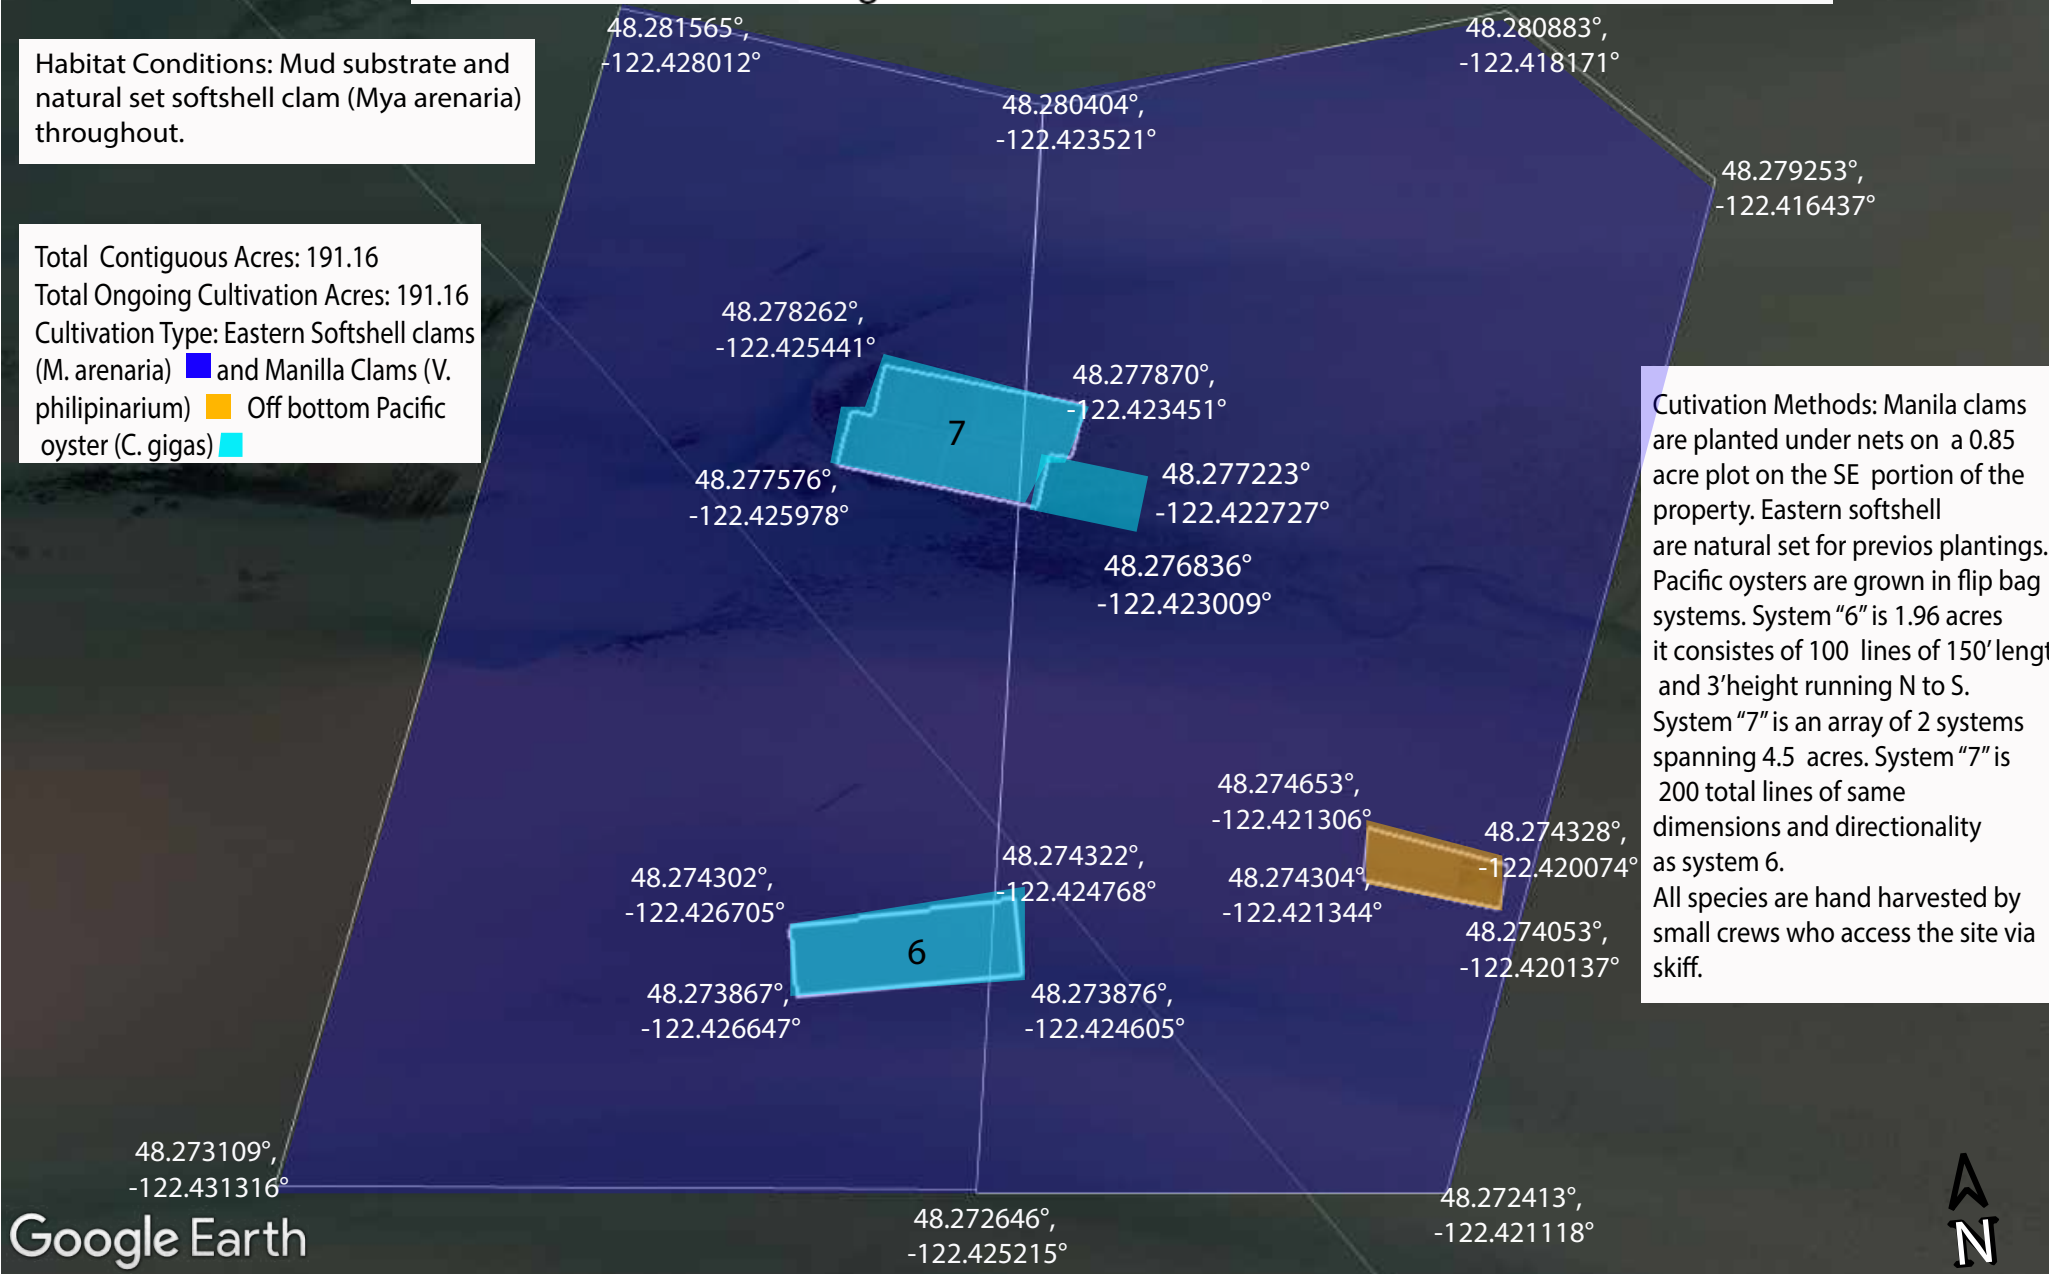 48.281565°,
-122.428012°
48.280883°,
-122.418171°
Habitat Conditions: Mud substrate and
natural set softshell clam (Mya arenaria)
throughout.
48.280404°,
-122.423521°
48.279253°,
-122.416437°
Total Contiguous Acres: 191.16
Total Ongoing Cultivation Acres: 191.16
Cultivation Type: Eastern Softshell clams
(M. arenaria) and Manilla Clams (V.
philipinarium) Off bottom Pacific
oyster (C. gigas)
48.278262°,
-122.425441°
48.277870°,
-122.423451°
7
48.277576°,
-122.425978°
48.277223°
-122.422727°
48.276836°
-122.423009°
Cutivation Methods: Manila clams
are planted under nets on a 0.85
acre plot on the SE portion of the
property. Eastern softshell
are natural set for previos plantings.
Pacific oysters are grown in flip bag
systems. System “6” is 1.96 acres
it consistes of 100 lines of 150’ lengt
and 3’height running N to S.
System “7” is an array of 2 systems
spanning 4.5 acres. System “7” is
200 total lines of same
dimensions and directionality
as system 6.
All species are hand harvested by
small crews who access the site via
skiff.
48.274653°,
-122.421306°
48.274328°,
-122.420074°
48.274302°,
-122.426705°
48.274322°,
-122.424768°
48.274304°,
-122.421344°
6
48.274053°,
-122.420137°
48.273867°,
-122.426647°
48.273876°,
-122.424605°
48.273109°,
-122.431316°
48.272646°,
-122.425215°
48.272413°,
-122.421118°
Google Earth
N